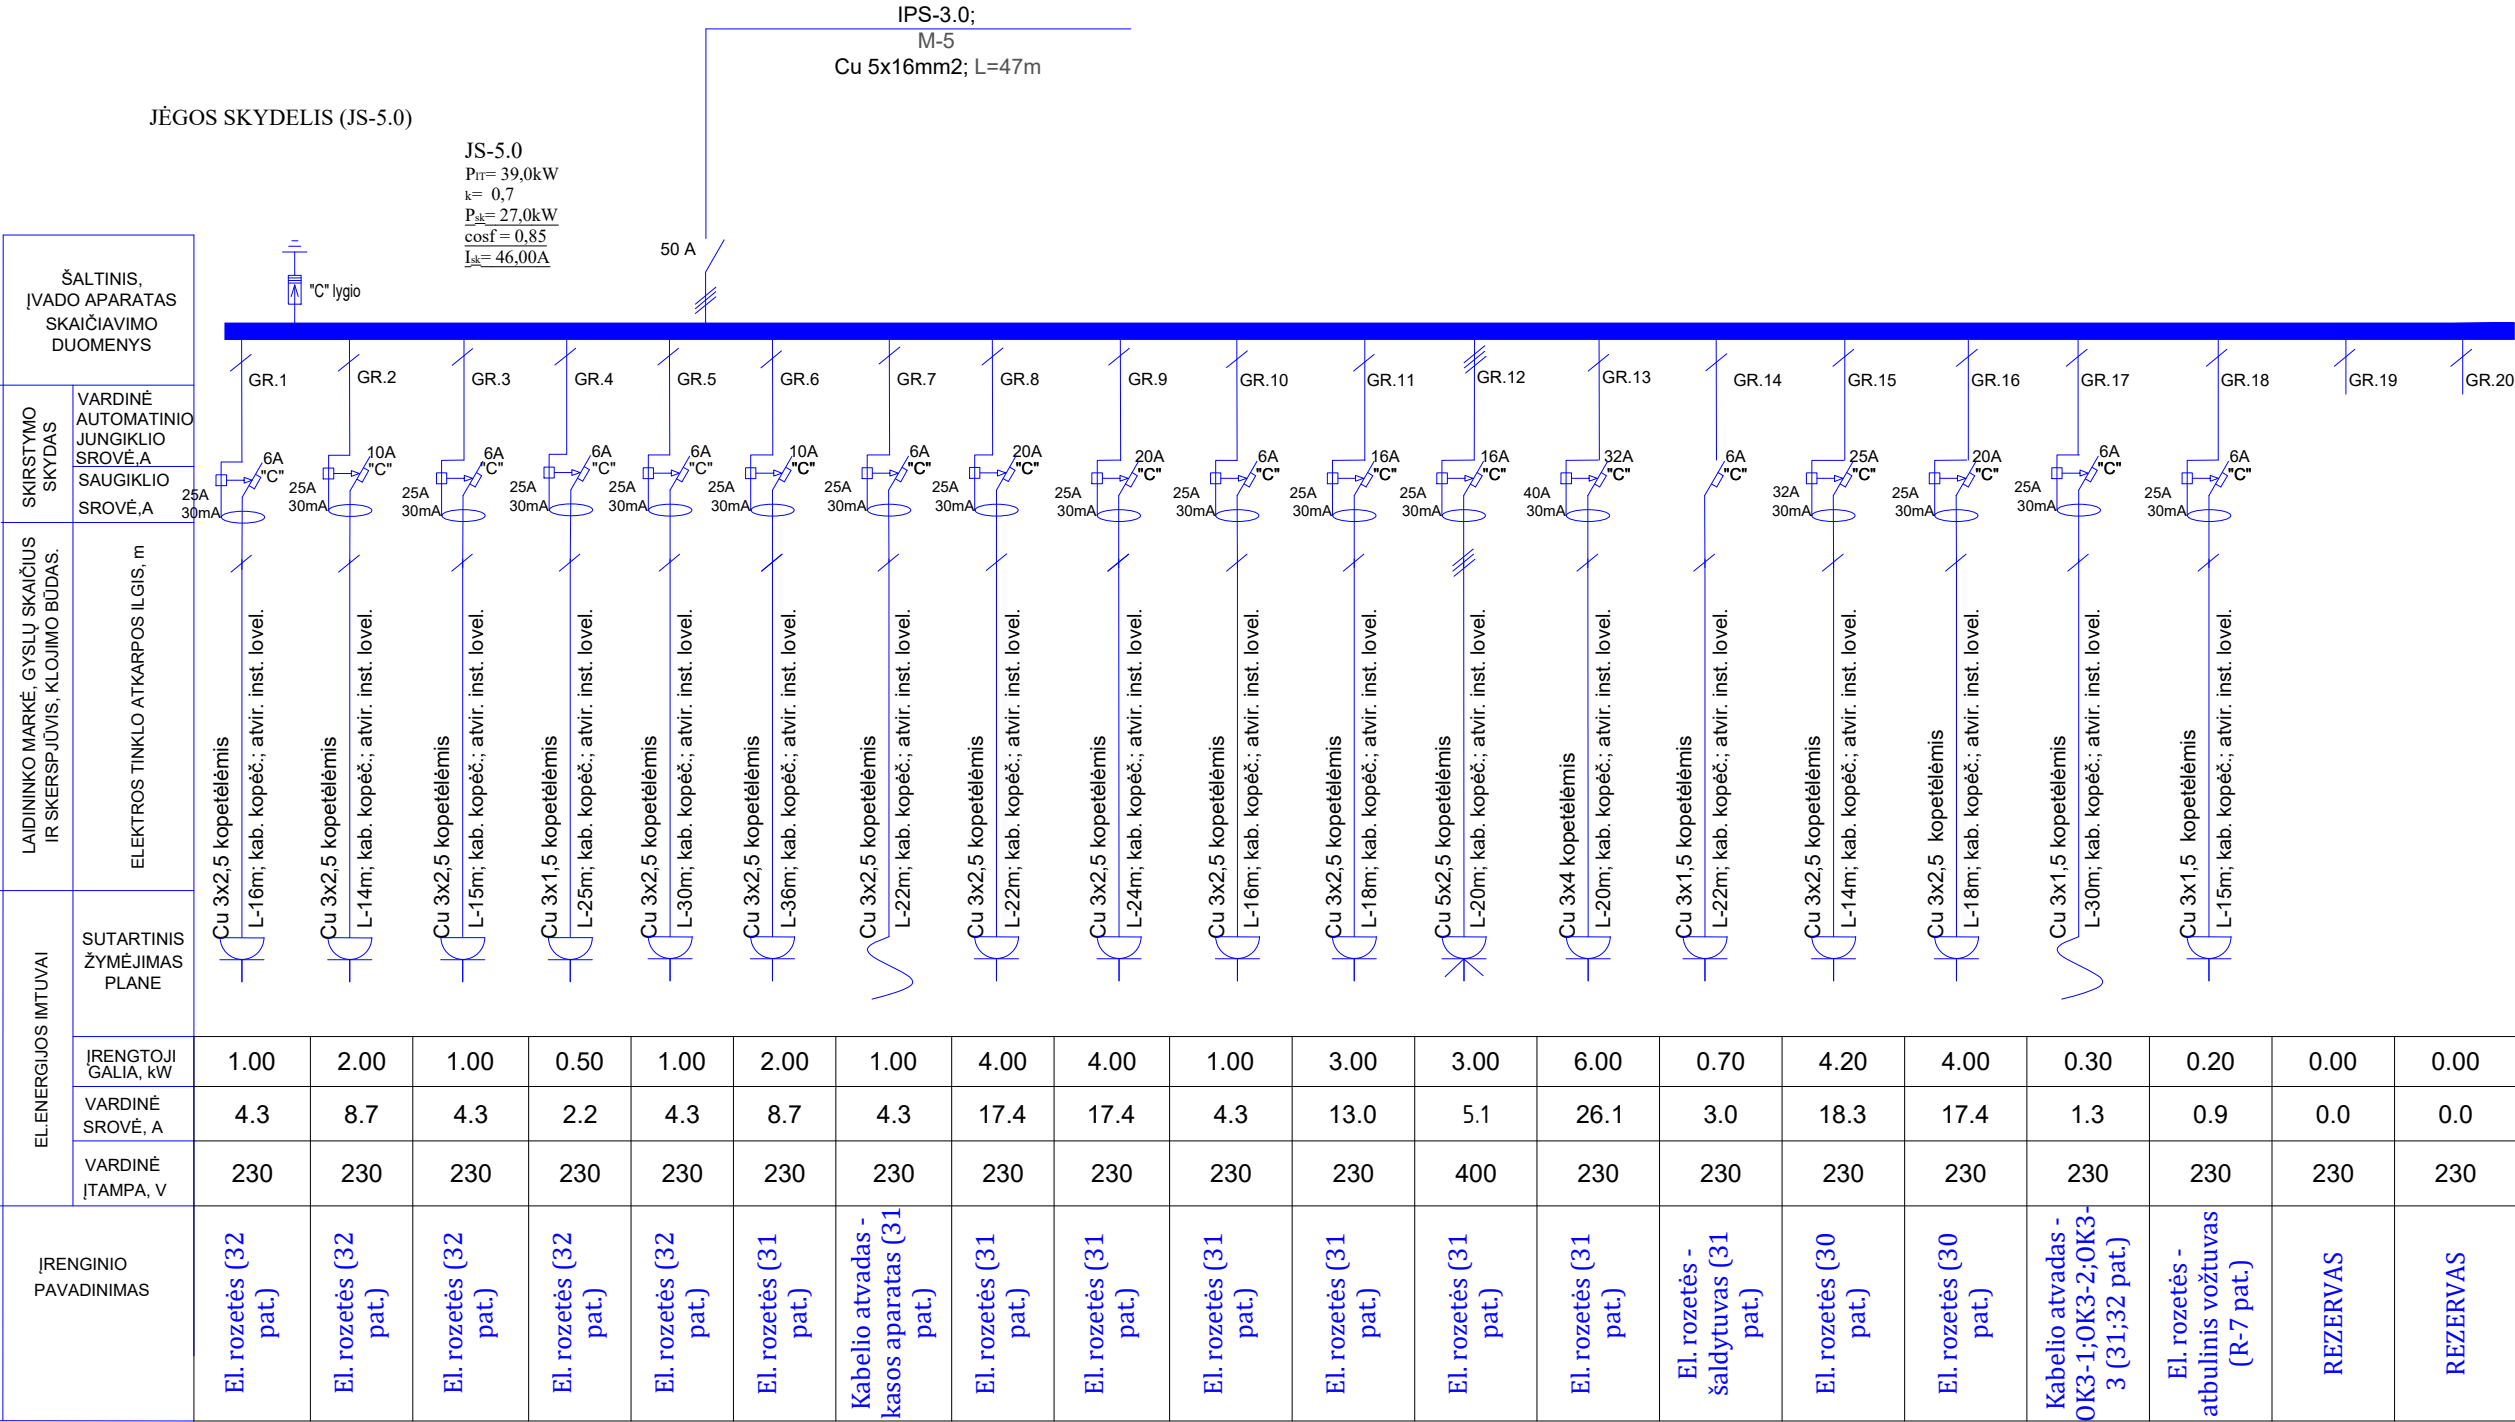 IPS-3.0;
M-5
Cu 5x16mm2; L=47m
JĖGOS SKYDELIS (JS-5.0)
JS-5.0
PIT= 39,0kW
k= 0,7
Psk= 27,0kW
cosf = 0,85
Isk= 46,00A
50 A
"C" lygio
ŠALTINIS,
ĮVADO APARATAS
SKAIČIAVIMO
DUOMENYS
GR.1 GR.2 GR.3 GR.4 GR.5 GR.6 GR.7 GR.8 GR.9 GR.10 GR.11 GR.12 GR.13 GR.14 GR.15 GR.16 GR.17 GR.18 GR.19 GR.20
SKIRSTYMO
SKYDAS
VARDINĖ
AUTOMATINIO
JUNGIKLIO
SROVĖ,A
SAUGIKLIO
SROVĖ,A
6A 10A 6A 6A 6A 10A 6A 20A 20A 6A 16A 16A 32A 6A 25A 20A 6A 6A
"C" "C" "C" "C" "C" "C" "C" "C" "C" "C" "C" "C" "C" "C" "C" "C" "C" "C"
25A 25A 25A 25A 25A 25A 25A 25A 25A 25A 25A 25A 40A 32A 25A 25A 25A
30mA 30mA 30mA 30mA 30mA 30mA 30mA 30mA 30mA 30mA 30mA 30mA 30mA 30mA 30mA 30mA 30mA
LAIDININKO MARKĖ, GYSLŲ SKAIČIUS
IR SKERSPJŪVIS, KLOJIMO BŪDAS.
ELEKTROS TINKLO ATKARPOS ILGIS, m
Cu 3x2,5 kopetėlėmis
L-16m; kab. kopėč.; atvir. inst. lovel.
Cu 3x2,5 kopetėlėmis
L-14m; kab. kopėč.; atvir. inst. lovel.
Cu 3x2,5 kopetėlėmis
L-15m; kab. kopėč.; atvir. inst. lovel.
Cu 3x1,5 kopetėlėmis
L-25m; kab. kopėč.; atvir. inst. lovel.
Cu 3x2,5 kopetėlėmis
L-30m; kab. kopėč.; atvir. inst. lovel.
Cu 3x2,5 kopetėlėmis
L-36m; kab. kopėč.; atvir. inst. lovel.
Cu 3x2,5 kopetėlėmis
L-22m; kab. kopėč.; atvir. inst. lovel.
Cu 3x2,5 kopetėlėmis
L-22m; kab. kopėč.; atvir. inst. lovel.
Cu 3x2,5 kopetėlėmis
L-24m; kab. kopėč.; atvir. inst. lovel.
Cu 3x2,5 kopetėlėmis
L-16m; kab. kopėč.; atvir. inst. lovel.
Cu 3x2,5 kopetėlėmis
L-18m; kab. kopėč.; atvir. inst. lovel.
Cu 5x2,5 kopetėlėmis
L-20m; kab. kopėč.; atvir. inst. lovel.
Cu 3x4 kopetėlėmis
L-20m; kab. kopėč.; atvir. inst. lovel.
Cu 3x1,5 kopetėlėmis
L-22m; kab. kopėč.; atvir. inst. lovel.
Cu 3x2,5 kopetėlėmis
L-14m; kab. kopėč.; atvir. inst. lovel.
Cu 3x2,5 kopetėlėmis
L-18m; kab. kopėč.; atvir. inst. lovel.
Cu 3x1,5 kopetėlėmis
L-30m; kab. kopėč.; atvir. inst. lovel.
Cu 3x1,5 kopetėlėmis
L-15m; kab. kopėč.; atvir. inst. lovel.
EL.ENERGIJOS IMTUVAI
SUTARTINIS
ŽYMĖJIMAS
PLANE
ĮRENGTOJI
GALIA, kW
1.00 2.00 1.00 0.50 1.00 2.00 1.00 4.00 4.00 1.00 3.00 3.00 6.00 0.70 4.20 4.00 0.30 0.20 0.00 0.00
VARDINĖ
SROVĖ, A
4.3 8.7 4.3 2.2 4.3 8.7 4.3 17.4 17.4 4.3 13.0 5.1 26.1 3.0 18.3 17.4 1.3 0.9 0.0 0.0
VARDINĖ
ĮTAMPA, V
230 230 230 230 230 230 230 230 230 230 230 400 230 230 230 230 230 230 230 230
ĮRENGINIO
PAVADINIMAS
El. rozetės (32
pat.)
El. rozetės (32
pat.)
El. rozetės (32
pat.)
El. rozetės (32
pat.)
El. rozetės (32
pat.)
El. rozetės (31
pat.)
Kabelio atvadas -
kasos aparatas (31
pat.)
El. rozetės (31
pat.)
El. rozetės (31
pat.)
El. rozetės (31
pat.)
El. rozetės (31
pat.)
El. rozetės (31
pat.)
El. rozetės (31
pat.)
El. rozetės -
šaldytuvas (31
pat.)
El. rozetės (30
pat.)
El. rozetės (30
pat.)
Kabelio atvadas -
OK3-1;OK3-2;OK3-
3 (31;32 pat.)
El. rozetės -
atbulinis vožtuvas
(R-7 pat.)
REZERVAS
REZERVAS